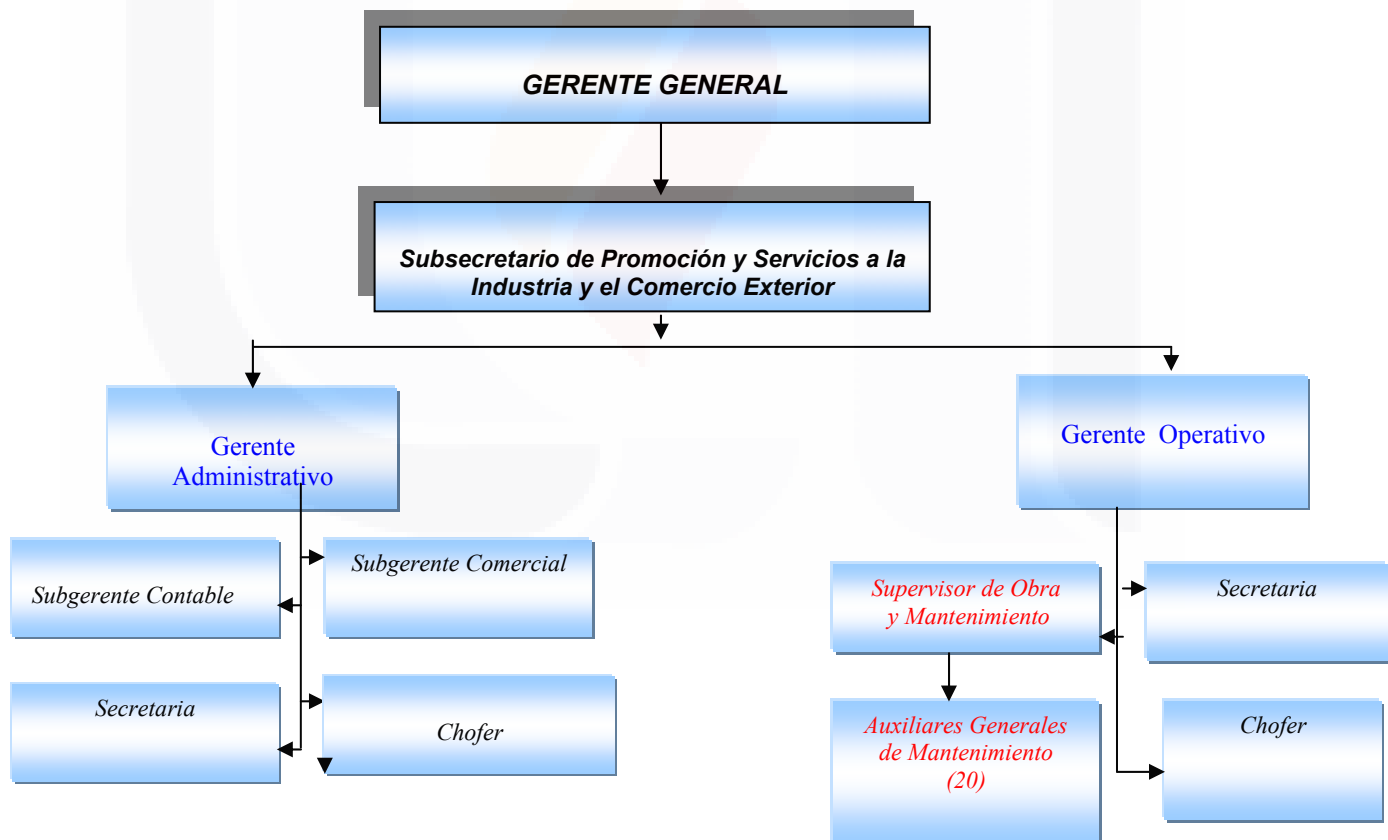 GERENTE GENERAL
Subsecretario de Promoción y Servicios a la
Industria y el Comercio Exterior
Gerente
Administrativo
Gerente Operativo
Subgerente Contable
Subgerente Comercial
Secretaria
Chofer
Supervisor de Obra
y Mantenimiento
Secretaria
Auxiliares Generales
de Mantenimiento
(20)
Chofer